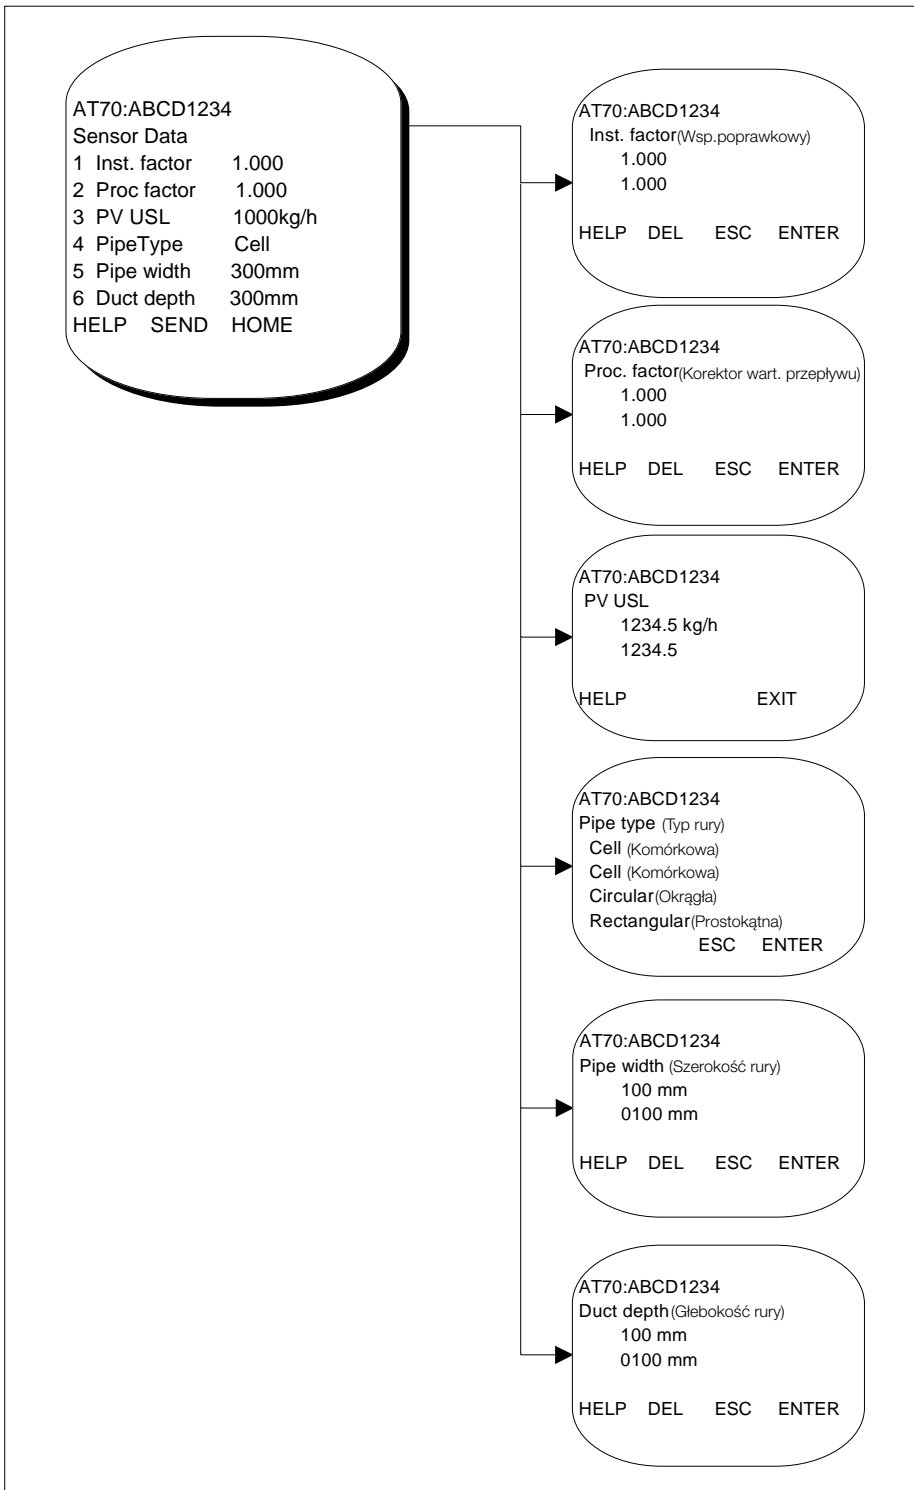 AT70:ABCD1234
Sensor Data
1 Inst. factor 1.000
2 Proc factor 1.000
3 PV USL 1000kg/h
4 PipeType Cell
5 Pipe width 300mm
6 Duct depth 300mm
HELP SEND HOME
AT70:ABCD1234
Inst. factor(Wsp.poprawkowy)
1.000
1.000
HELP DEL ESC ENTER
AT70:ABCD1234
Proc. factor(Korektor wart. przepływu)
1.000
1.000
HELP DEL ESC ENTER
AT70:ABCD1234
PV USL
1234.5 kg/h
1234.5
HELP EXIT
AT70:ABCD1234
Pipe type (Typ rury)
Cell (Komórkowa)
Cell (Komórkowa)
Circular(Okrągła)
Rectangular(Prostokątna)
ESC ENTER
AT70:ABCD1234
Pipe width (Szerokość rury)
100 mm
0100 mm
HELP DEL ESC ENTER
AT70:ABCD1234
Duct depth(Głebokość rury)
100 mm
0100 mm
HELP DEL ESC ENTER